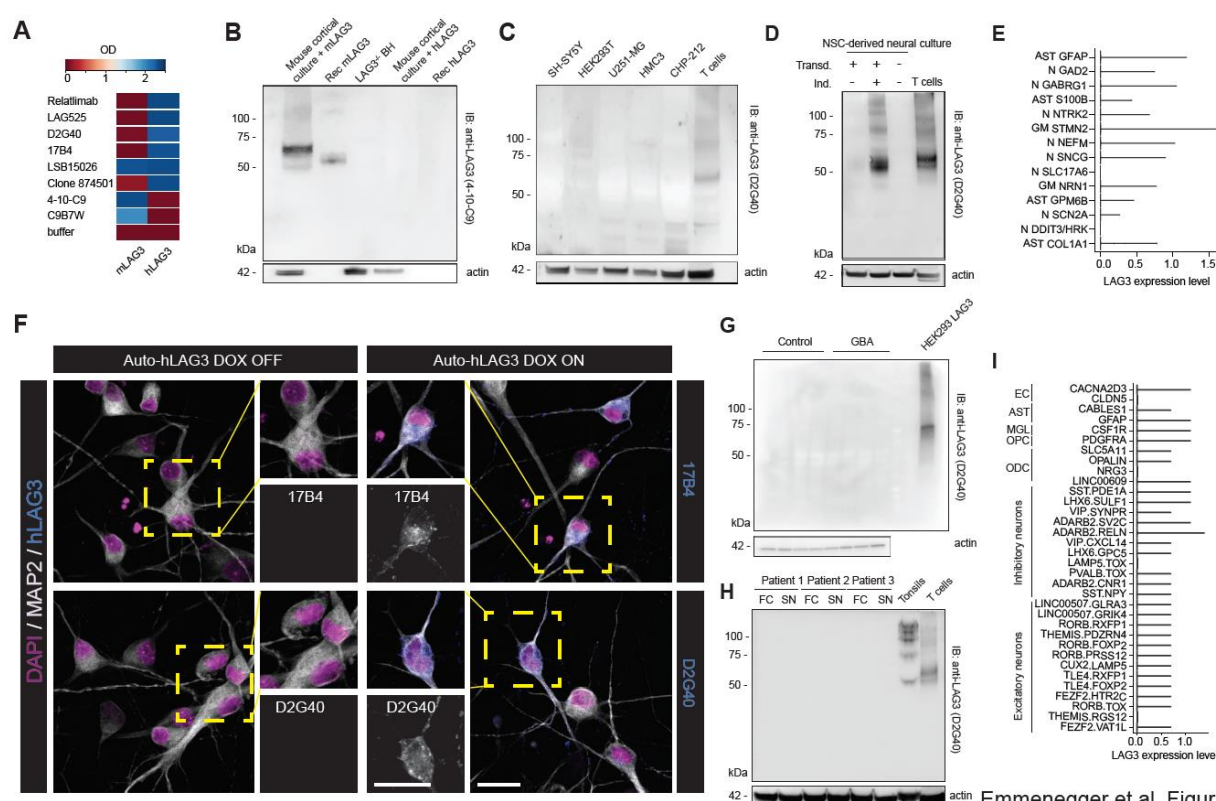 A
OD
0 1 2
Relatlimab
LAG525
D2G40
17B4
LSB15026
Clone 874501
4-10-C9
C9B7W
buffer
mLAG3
hLAG3
B
Mouse cortical culture + mLAG3
Rec mLAG3
LAG3-/- BH
Mouse cortical culture + hLAG3
Rec hLAG3
100 -
75 -
50 -
kDa
42 -
actin
IB: anti-LAG3 (4-10-C9)
C
SH-SY5Y
HEK293T
U251-MG
HMC3
CHP-212
T cells
100 -
75 -
50 -
kDa
42 -
actin
IB: anti-LAG3 (D2G40)
D
NSC-derived neural culture
Transd. + + -
Ind. - + - T cells
100 -
75 -
50 -
kDa
42 -
actin
IB: anti-LAG3 (D2G40)
E
AST GFAP
N GAD2
N GABRG1
AST S100B
N NTRK2
GM STMN2
N NEFM
N SNCG
N SLC17A6
GM NRN1
AST GPM6B
N SCN2A
N DDIT3/HRK
AST COL1A1
0.0 0.5 1.0 1.5
LAG3 expression level
F
Auto-hLAG3 DOX OFF
Auto-hLAG3 DOX ON
DAPI / MAP2 / hLAG3
17B4
17B4
17B4
D2G40
D2G40
D2G40
G
Control GBA
HEK293 LAG3
100 -
75 -
50 -
kDa
42 -
actin
IB: anti-LAG3 (D2G40)
H
Patient 1 Patient 2 Patient 3
FC SN FC SN FC SN
Tonsils
T cells
100 -
75 -
50 -
kDa
42 -
actin
IB: anti-LAG3 (D2G40)
I
EC
AST
MGL
OPC
ODC
Inhibitory neurons
Excitatory neurons
CACNA2D3
CLDN5
CABLES1
GFAP
CSF1R
PDGFRA
SLC5A11
OPALIN
NRG3
LINC00609
SST.PDE1A
LHX6.SULF1
VIP.SYNPR
ADARB2.SV2C
ADARB2.RELN
VIP.CXCL14
LHX6.GPC5
LAMP5.TOX
PVALB.TOX
ADARB2.CNR1
SST.NPY
LINC00507.GLRA3
LINC00507.GRIK4
RORB.RXFP1
THEMIS.PDZRN4
RORB.FOXP2
RORB.PRSS12
CUX2.LAMP5
TLE4.RXFP1
TLE4.FOXP2
FEZF2.HTR2C
RORB.TOX
THEMIS.RGS12
FEZF2.VAT1L
0.0 0.5 1.0
LAG3 expression level
Emmenegger et al. Figur